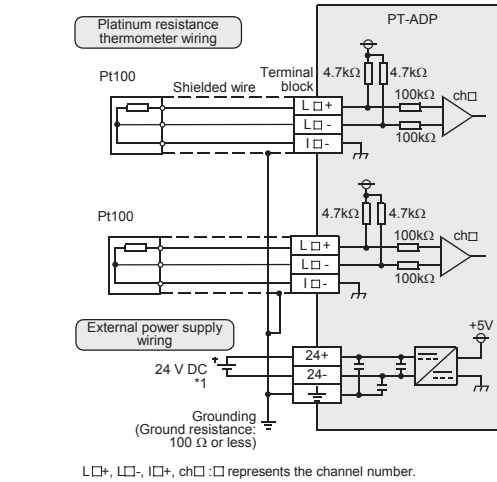 Platinum resistance
thermometer wiring
PT-ADP
Pt100
Shielded wire
Terminal
block
4.7kΩ
4.7kΩ
100kΩ
ch□
L □ +
L □ -
I □ -
100kΩ
Pt100
4.7kΩ
4.7kΩ
100kΩ
ch□
L □ +
L □ -
I □ -
100kΩ
External power supply
wiring
+5V
24 V DC
*1
+
24+
24-
Grounding
(Ground resistance:
100 Ω or less)
L□+, L□-, I□+, ch□ :□ represents the channel number.